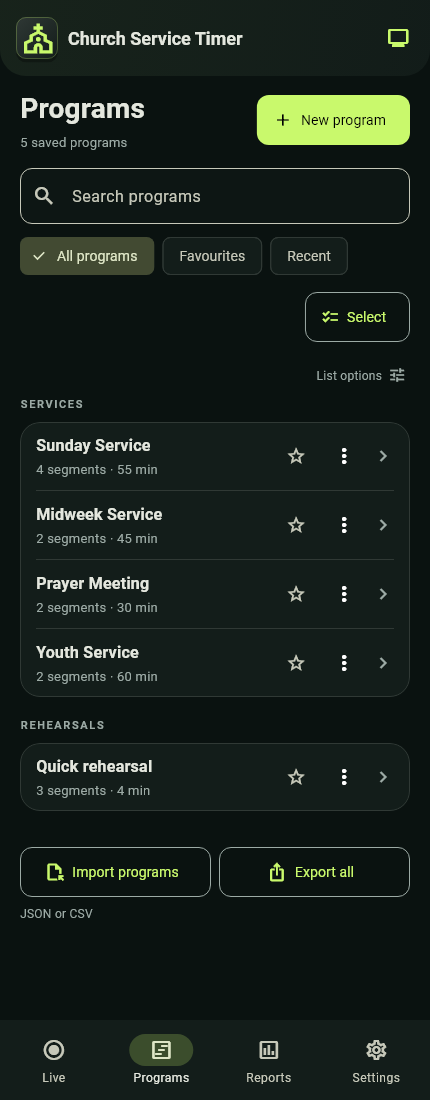 Church Service Timer
Programs
5 saved programs
New program
Search programs
All programs
Favourites
Recent
Select
List options
SERVICES
Sunday Service
4 segments · 55 min
Midweek Service
2 segments · 45 min
Prayer Meeting
2 segments · 30 min
Youth Service
2 segments · 60 min
REHEARSALS
Quick rehearsal
3 segments · 4 min
Import programs
Export all
JSON or CSV
Live
Programs
Reports
Settings